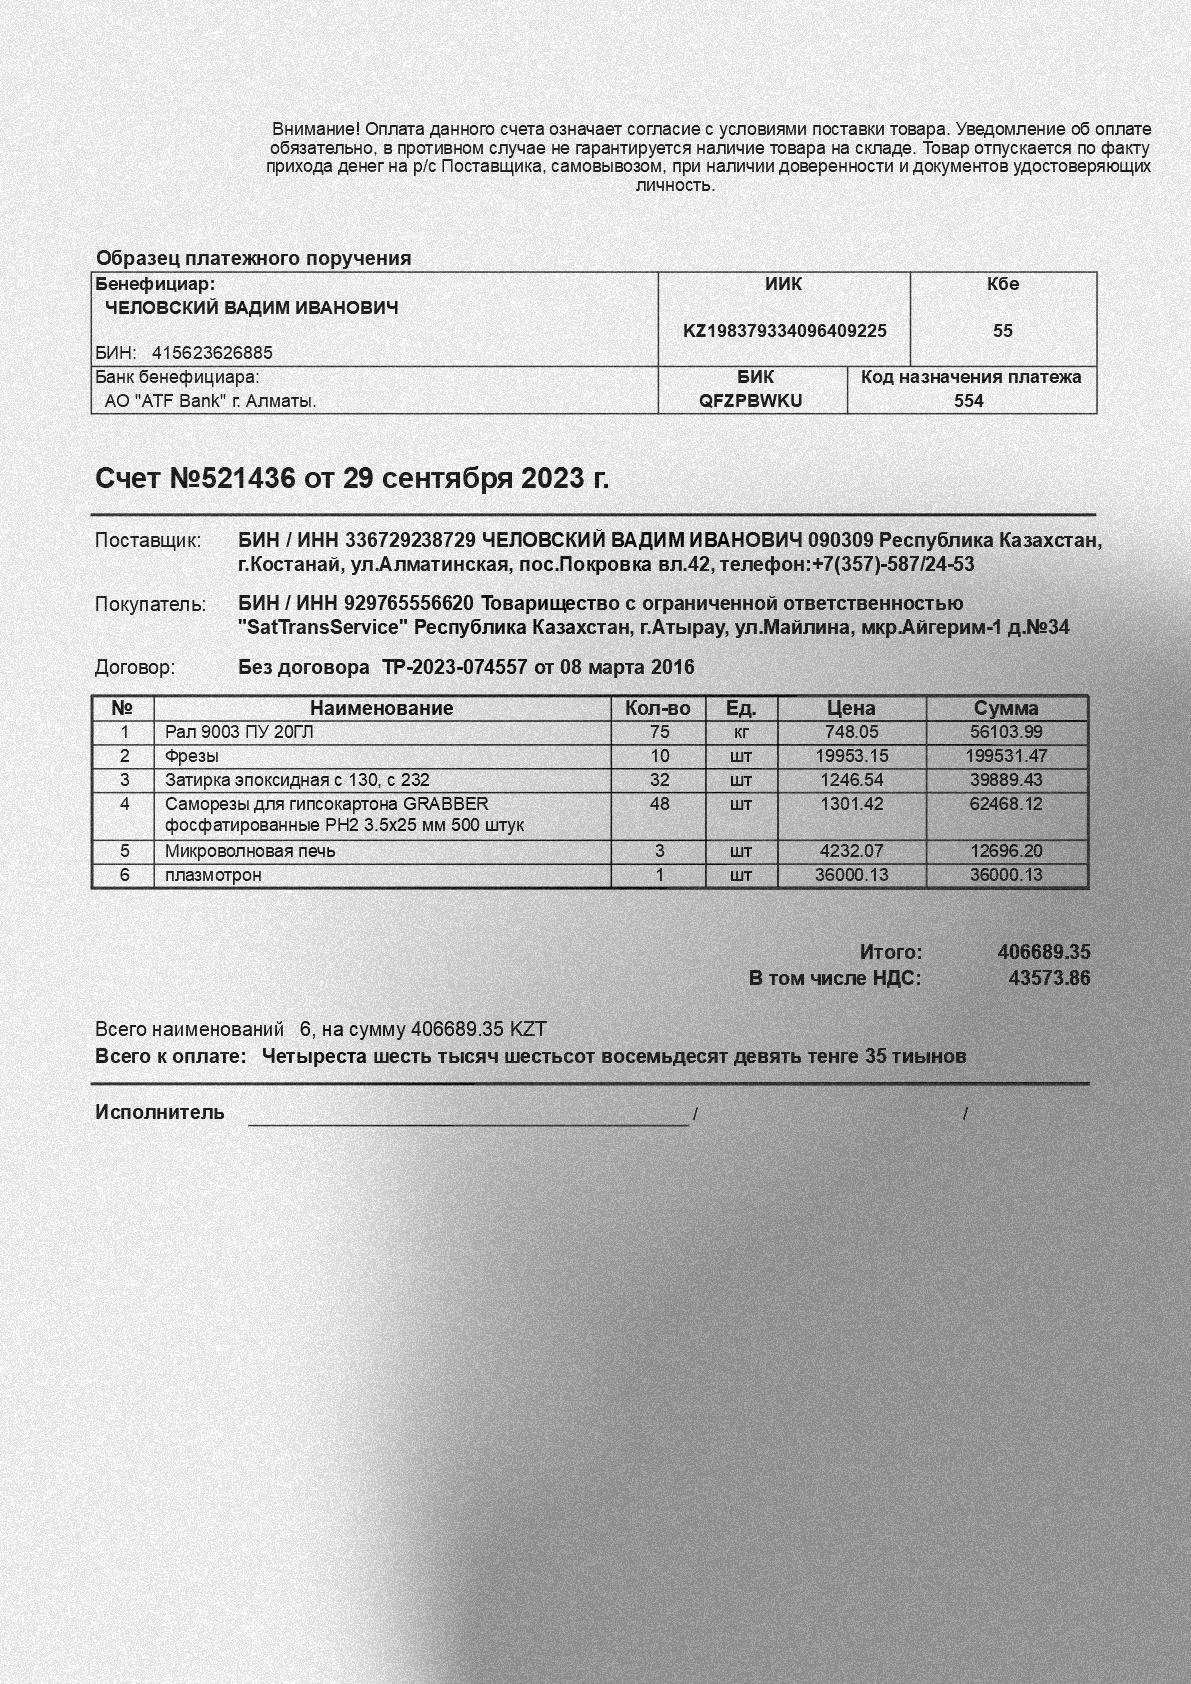 Внимание! Оплата данного счета означает согласие с условиями поставки товара. Уведомление об оплате
обязательно, в противном случае не гарантируется наличие товара на складе. Товар отпускается по факту
прихода денег на р/с Поставщика, самовывозом, при наличии доверенности и документов удостоверяющих
личность.
Образец платежного поручения
Бенефициар: ИИК Кбе
ЧЕЛОВСКИЙ ВАДИМ ИВАНОВИЧ
KZ198379334096409225 55
БИН: 415623626885
Банк бенефициара: БИК Код назначения платежа
АО "ATF Bank" г. Алматы. QFZPBWKU 554
Счет №521436 от 29 сентября 2023 г.
Поставщик: БИН / ИНН 336729238729 ЧЕЛОВСКИЙ ВАДИМ ИВАНОВИЧ 090309 Республика Казахстан,
г.Костанай, ул.Алматинская, пос.Покровка вл.42, телефон:+7(357)-587/24-53
Покупатель: БИН / ИНН 929765556620 Товарищество с ограниченной ответственностью
"SatTransService" Республика Казахстан, г.Атырау, ул.Майлина, мкр.Айгерим-1 д.№34
Договор: Без договора ТР-2023-074557 от 08 марта 2016
№ Наименование Кол-во Ед. Цена Сумма
1 Рал 9003 ПУ 20ГЛ 75 кг 748.05 56103.99
2 Фрезы 10 шт 19953.15 199531.47
3 Затирка эпоксидная с 130, с 232 32 шт 1246.54 39889.43
4 Саморезы для гипсокартона GRABBER 48 шт 1301.42 62468.12
фосфатированные PH2 3.5х25 мм 500 штук
5 Микроволновая печь 3 шт 4232.07 12696.20
6 плазмотрон 1 шт 36000.13 36000.13
Итого: 406689.35
В том числе НДС: 43573.86
Всего наименований 6, на сумму 406689.35 KZT
Всего к оплате: Четыреста шесть тысяч шестьсот восемьдесят девять тенге 35 тиынов
Исполнитель / /